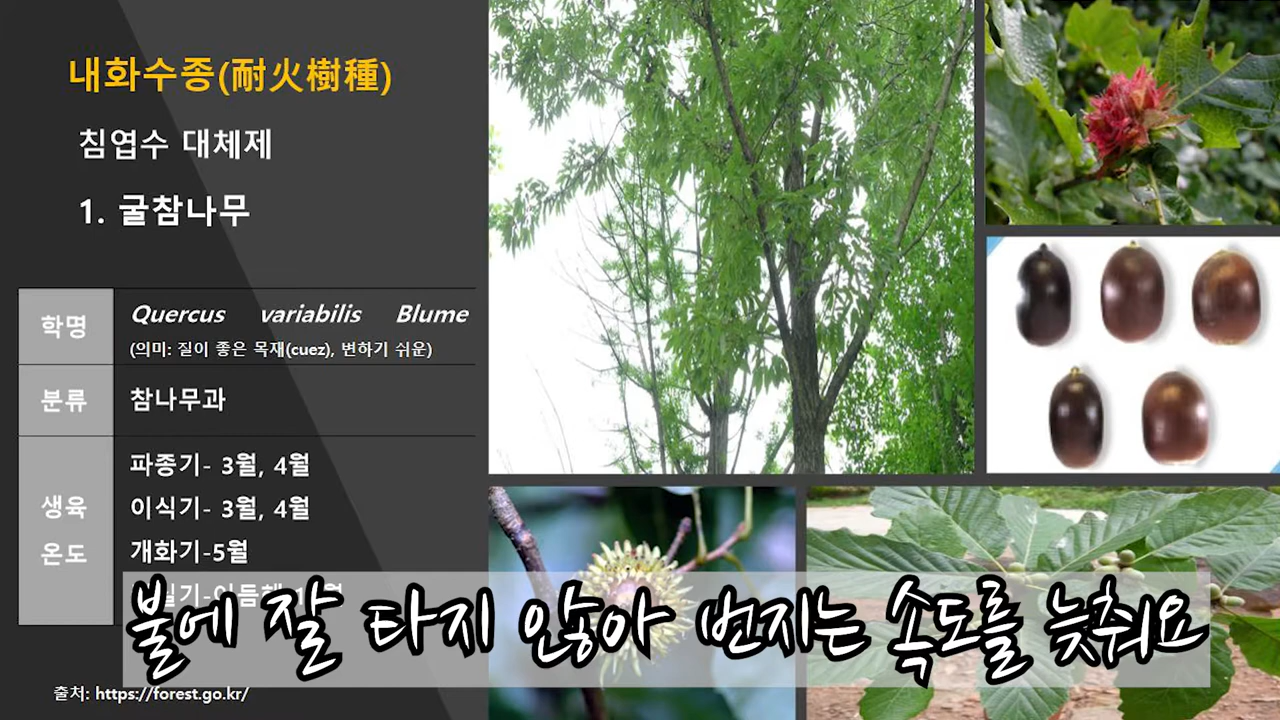 내화수종(耐火樹種)
침엽수 대체제
1. 굴참나무
학명
Quercus variabilis Blume
(의미: 질이 좋은 목재(cuez), 변하기 쉬운)
분류
참나무과
생육
온도
파종기- 3월, 4월
이식기- 3월, 4월
개화기-5월
불에 잘 타지 않아 번지는 속도를 늦춰요
출처: https://forest.go.kr/